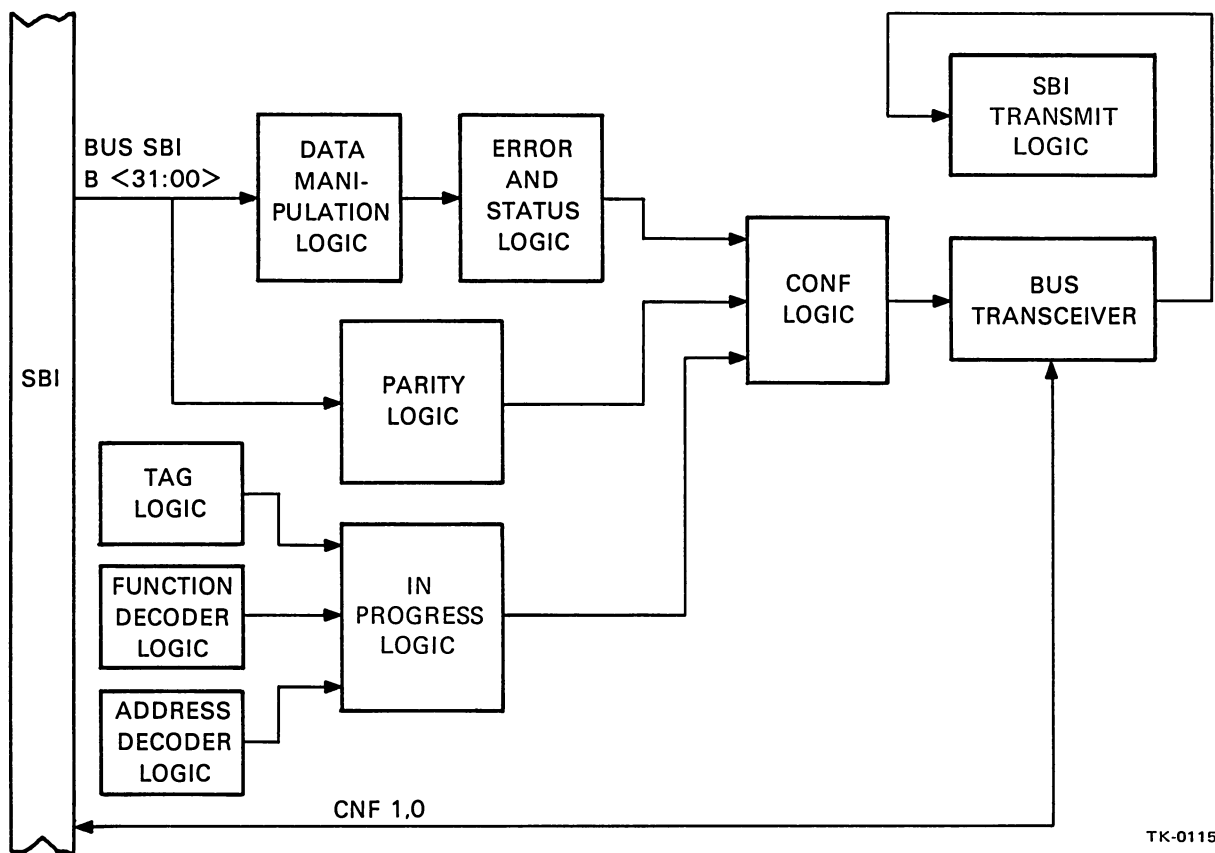 SBI
TRANSMIT
LOGIC
BUS SBI
B <31:00>
DATA
MANI-
PULATION
LOGIC
ERROR
AND
STATUS
LOGIC
CONF
LOGIC
BUS
TRANSCEIVER
SBI
PARITY
LOGIC
TAG
LOGIC
IN
PROGRESS
LOGIC
FUNCTION
DECODER
LOGIC
ADDRESS
DECODER
LOGIC
CNF 1,0
TK-0115